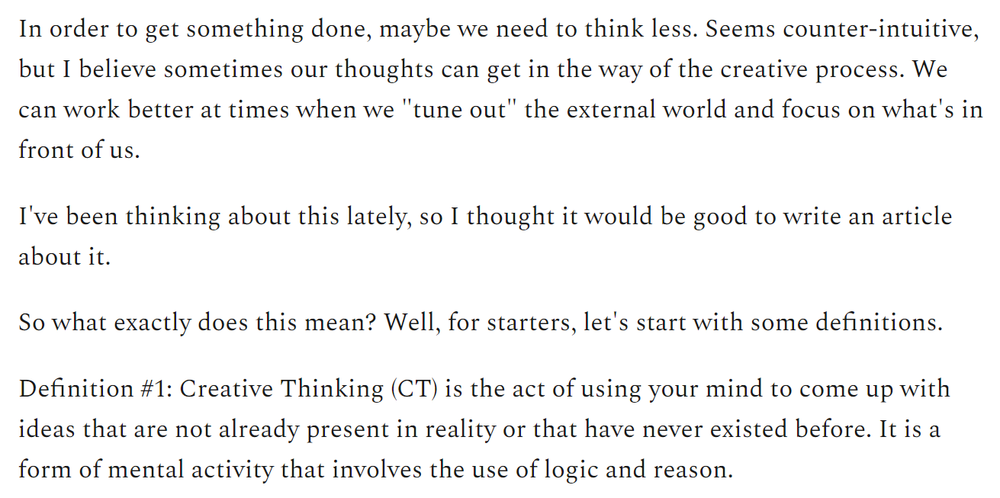 In order to get something done, maybe we need to think less. Seems counter-intuitive,
but I believe sometimes our thoughts can get in the way of the creative process. We
can work better at times when we "tune out" the external world and focus on what's in
front of us.
I've been thinking about this lately, so I thought it would be good to write an article
about it.
So what exactly does this mean? Well, for starters, let's start with some definitions.
Definition #1: Creative Thinking (CT) is the act of using your mind to come up with
ideas that are not already present in reality or that have never existed before. It is a
form of mental activity that involves the use of logic and reason.